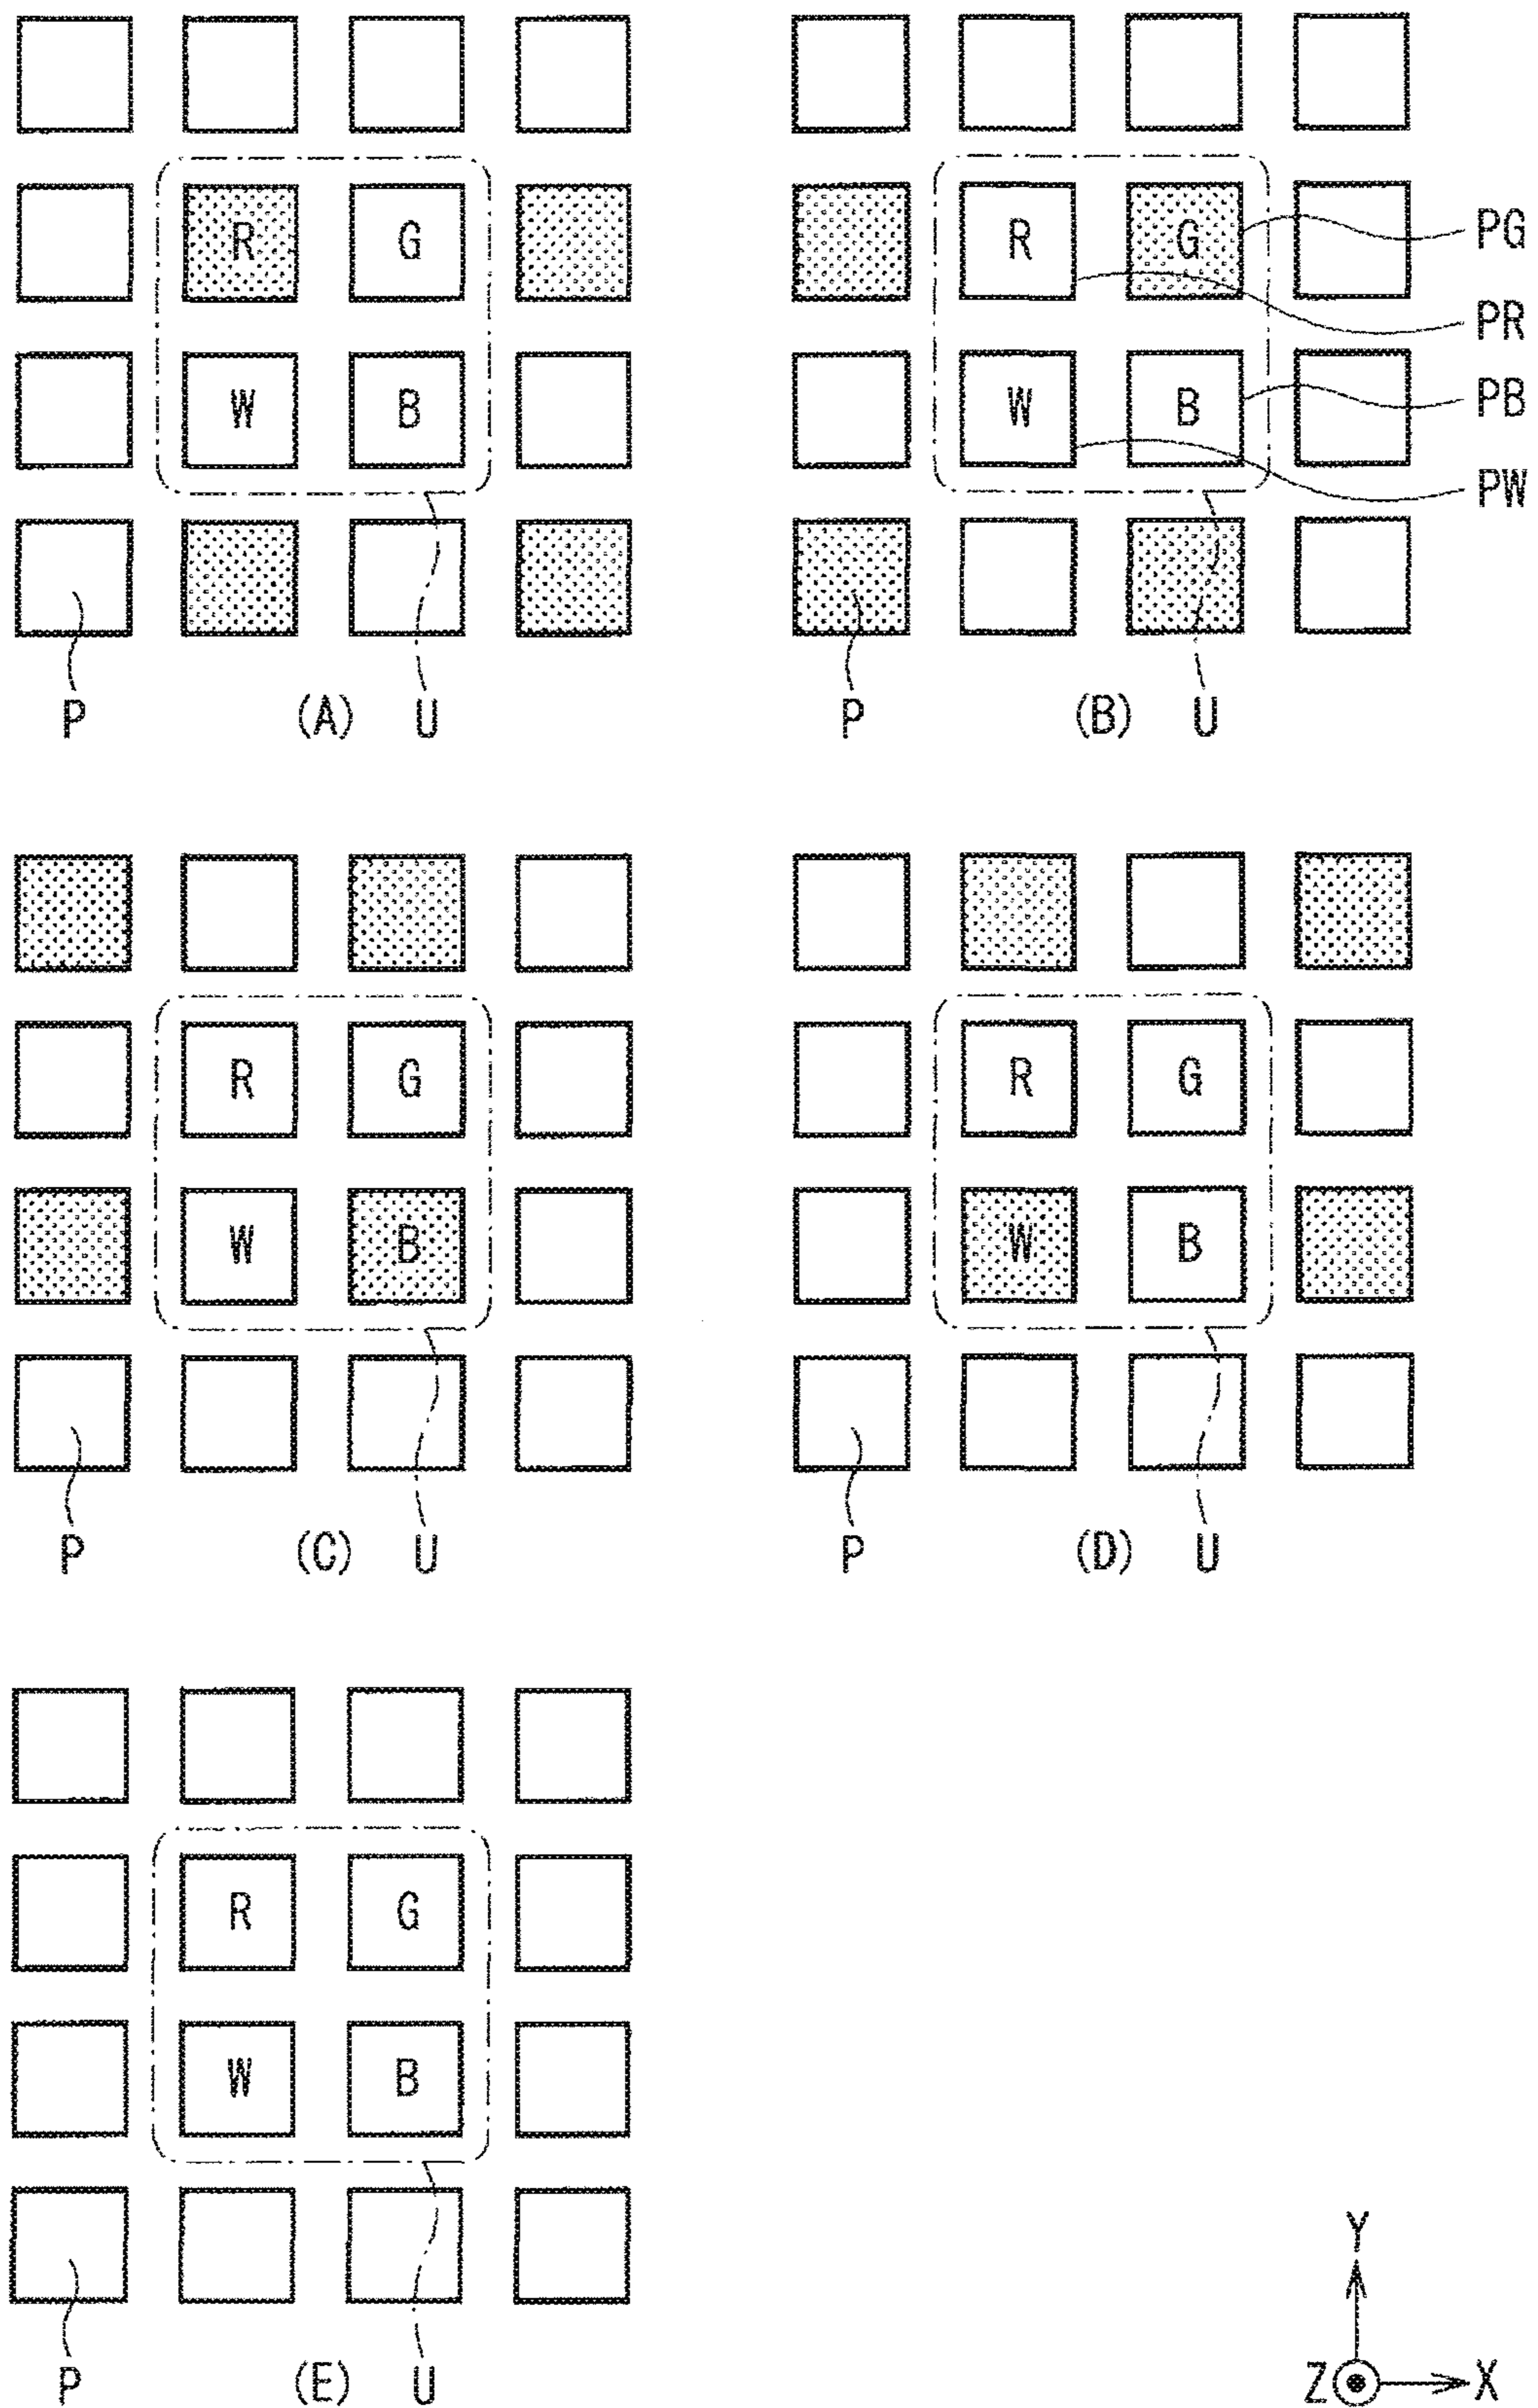 R G R G PG
PR
W B W B PB
PW
P (A) U P (B) U
R G R G
W B W B
P (C) U P (D) U
R G
W B
Y
P (E) U Z X